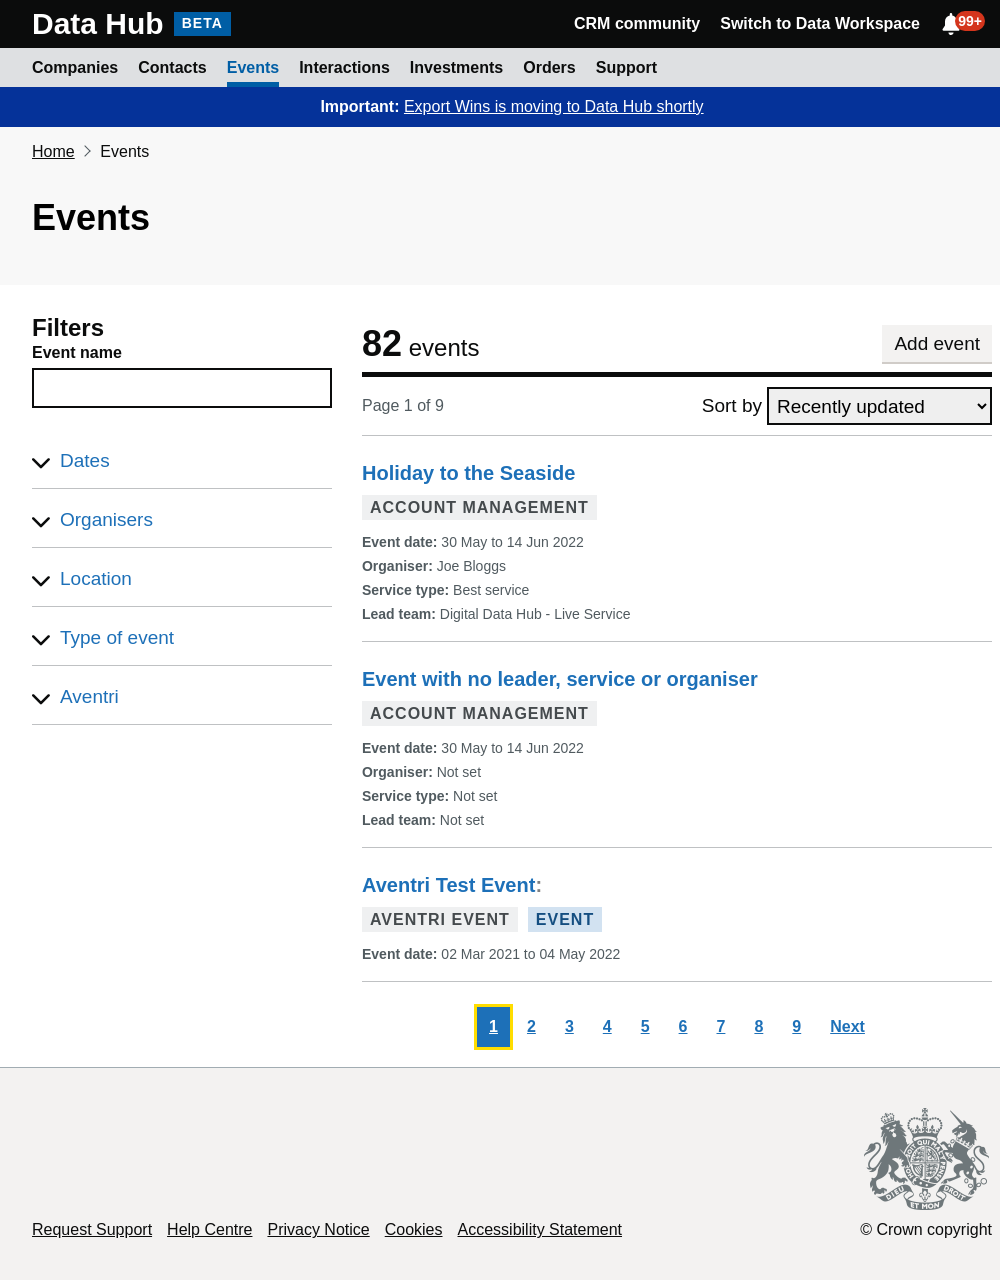 Data Hub BETA CRM community Switch to Data Workspace 99+
Companies Contacts Events Interactions Investments Orders Support
Important: Export Wins is moving to Data Hub shortly
Home Events
Events
Filters
Event name
Dates
Organisers
Location
Type of event
Aventri
82 events Add event
Page 1 of 9 Sort by Recently updated
Holiday to the Seaside
ACCOUNT MANAGEMENT
Event date: 30 May to 14 Jun 2022
Organiser: Joe Bloggs
Service type: Best service
Lead team: Digital Data Hub - Live Service
Event with no leader, service or organiser
ACCOUNT MANAGEMENT
Event date: 30 May to 14 Jun 2022
Organiser: Not set
Service type: Not set
Lead team: Not set
Aventri Test Event:
AVENTRI EVENT EVENT
Event date: 02 Mar 2021 to 04 May 2022
1 2 3 4 5 6 7 8 9 Next
DIEU ET MON DROIT
Request Support Help Centre Privacy Notice Cookies Accessibility Statement © Crown copyright